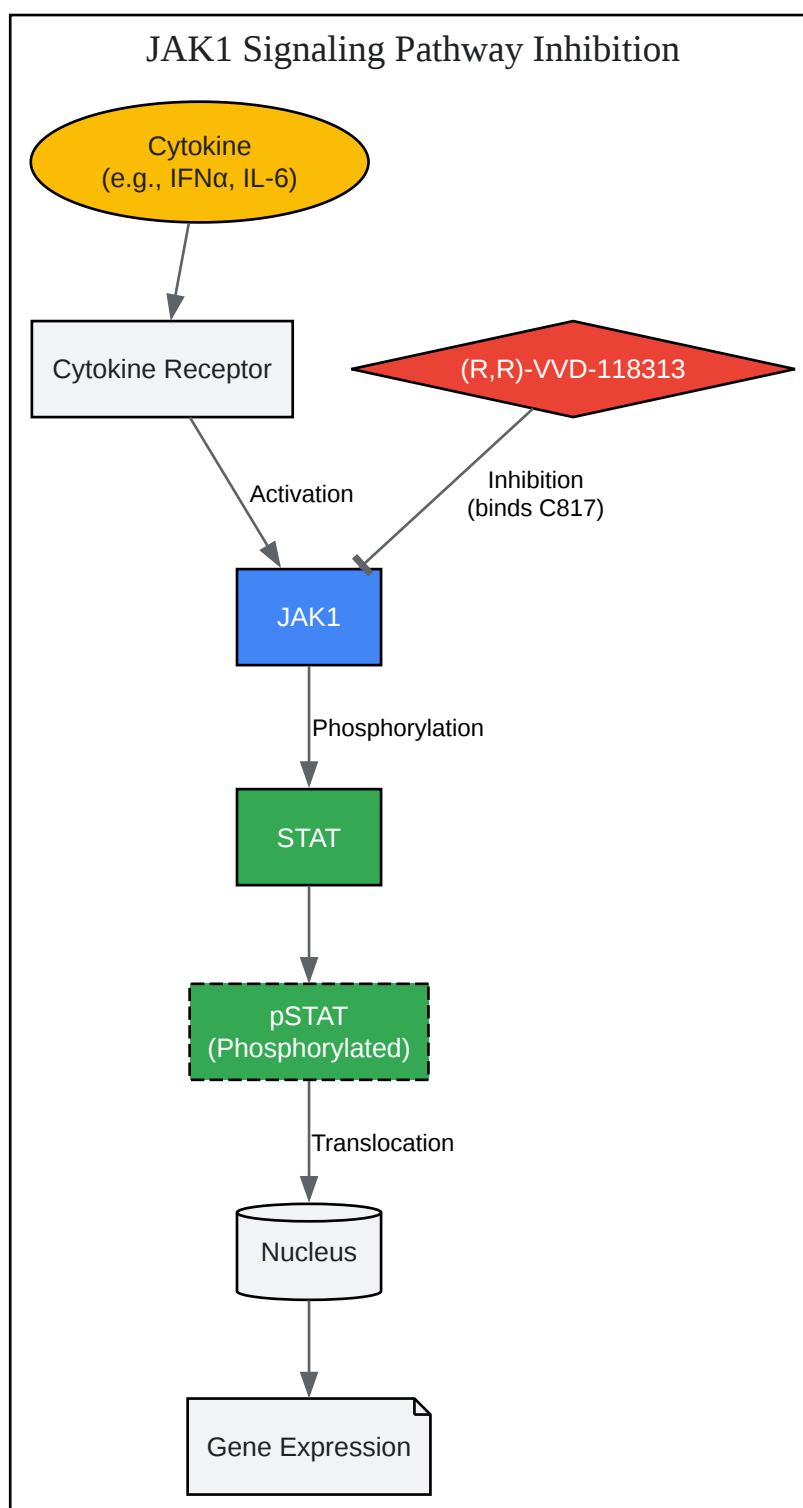 JAK1 Signaling Pathway Inhibition
Cytokine
(e.g., IFNα, IL-6)
Cytokine Receptor
(R,R)-VVD-118313
Activation
Inhibition
(binds C817)
JAK1
Phosphorylation
STAT
pSTAT
(Phosphorylated)
Translocation
Nucleus
Gene Expression